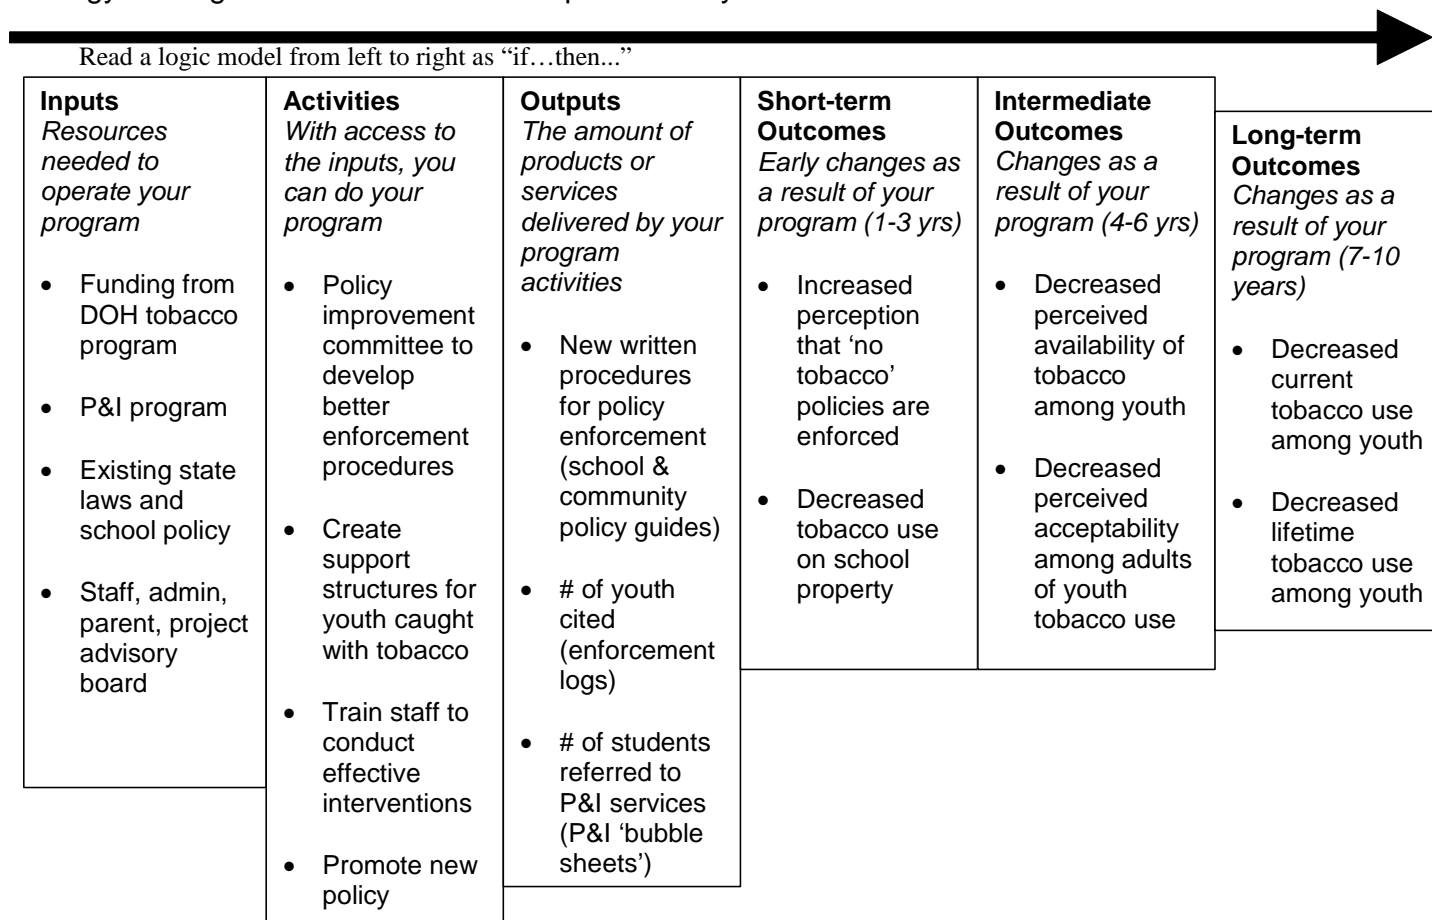 Read a logic model from left to right as “if…then...”
Inputs
Resources
needed to
operate your
program
• Funding from
DOH tobacco
program
• P&I program
• Existing state
laws and
school policy
• Staff, admin,
parent, project
advisory
board
Activities
With access to
the inputs, you
can do your
program
• Policy
improvement
committee to
develop
better
enforcement
procedures
• Create
support
structures for
youth caught
with tobacco
• Train staff to
conduct
effective
interventions
• Promote new
policy
Outputs
The amount of
products or
services
delivered by your
program
activities
• New written
procedures
for policy
enforcement
(school &
community
policy guides)
• # of youth
cited
(enforcement
logs)
• # of students
referred to
P&I services
(P&I ‘bubble
sheets’)
Short-term
Outcomes
Early changes as
a result of your
program (1-3 yrs)
• Increased
perception
that ‘no
tobacco’
policies are
enforced
• Decreased
tobacco use
on school
property
Intermediate
Outcomes
Changes as a
result of your
program (4-6 yrs)
• Decreased
perceived
availability of
tobacco
among youth
• Decreased
perceived
acceptability
among adults
of youth
tobacco use
Long-term
Outcomes
Changes as a
result of your
program (7-10
years)
• Decreased
current
tobacco use
among youth
• Decreased
lifetime
tobacco use
among youth